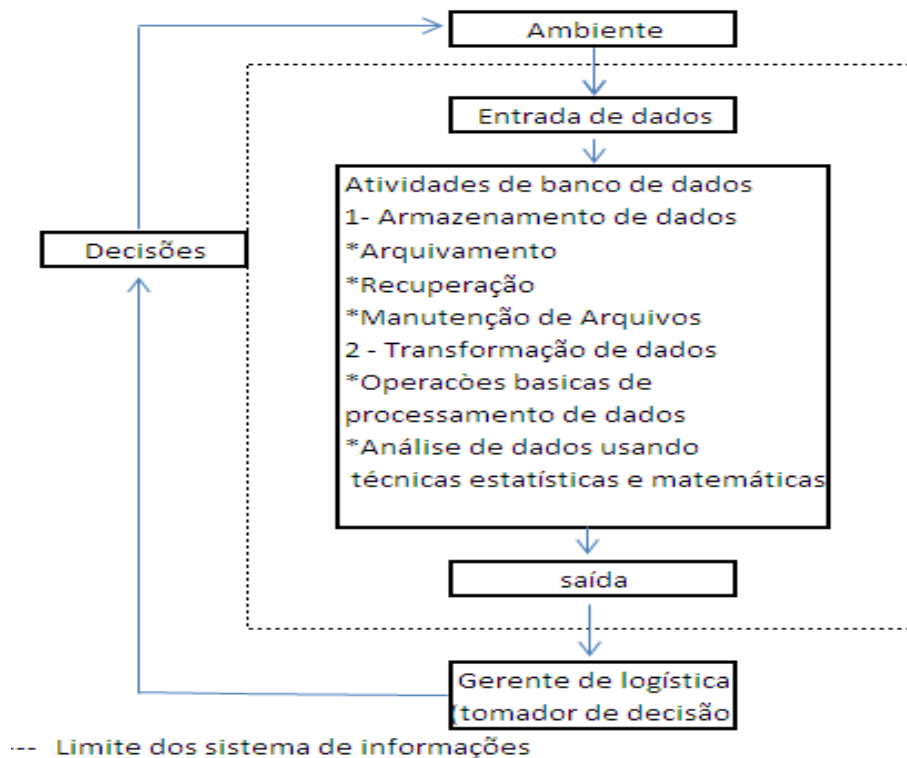 Ambiente
Entrada de dados
Atividades de banco de dados
1- Armazenamento de dados
*Arquivamento
*Recuperação
*Manutenção de Arquivos
2 - Transformação de dados
*Operacòes basicas de
processamento de dados
*Análise de dados usando
técnicas estatísticas e matemáticas
saída
Gerente de logística
(tomador de decisão
Decisões
--- Limite dos sistema de informações